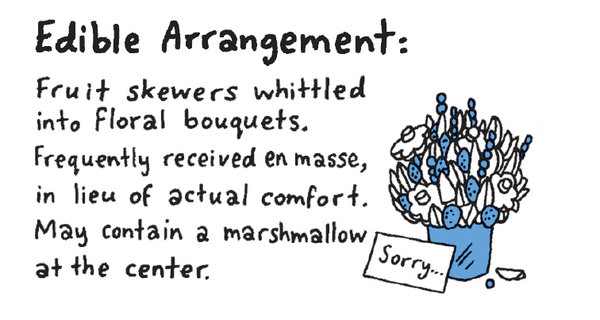 Edible Arrangement:
Fruit skewers whittled
into floral bouquets.
Frequently received en masse,
in lieu of actual comfort.
May contain a marshmallow
at the center.
Sorry...